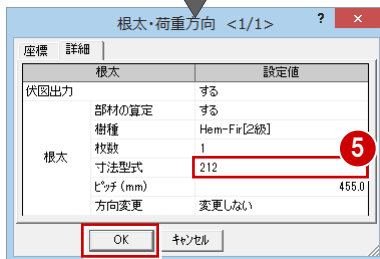 根太・荷重方向 <1/1> ? ×
座標 詳細
根太 設定値
伏図出力 する
部材の算定 する
樹種 Hem-Fir[2級]
枚数 1
5
根太
寸法型式 212
ﾋﾟｯﾁ (mm) 455.0
方向変更 変更しない
OK ｷｬﾝｾﾙ